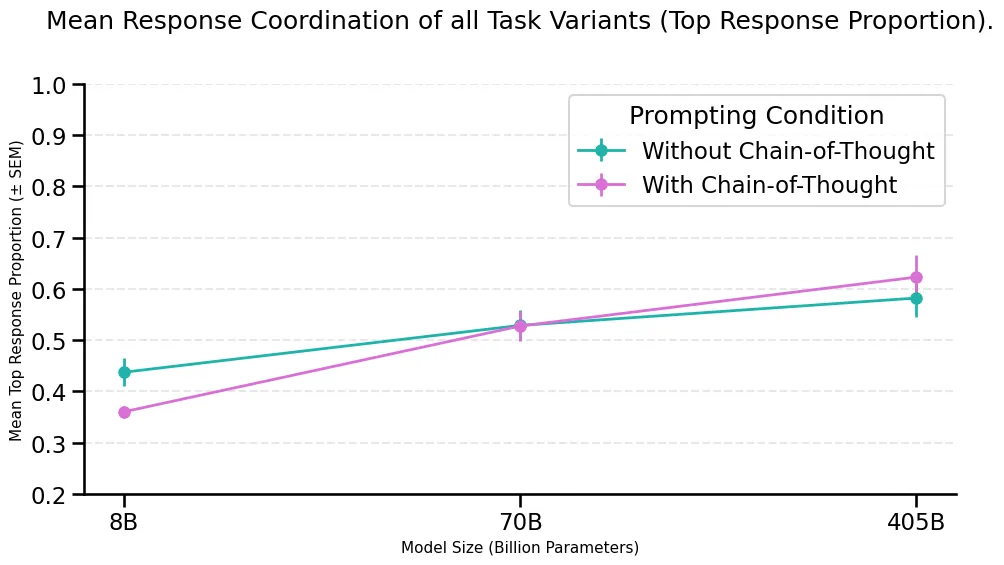 Mean Response Coordination of all Task Variants (Top Response Proportion).
Mean Top Response Proportion (± SEM)
1.0
0.9
0.8
0.7
0.6
0.5
0.4
0.3
0.2
Prompting Condition
Without Chain-of-Thought
With Chain-of-Thought
8B
70B
405B
Model Size (Billion Parameters)